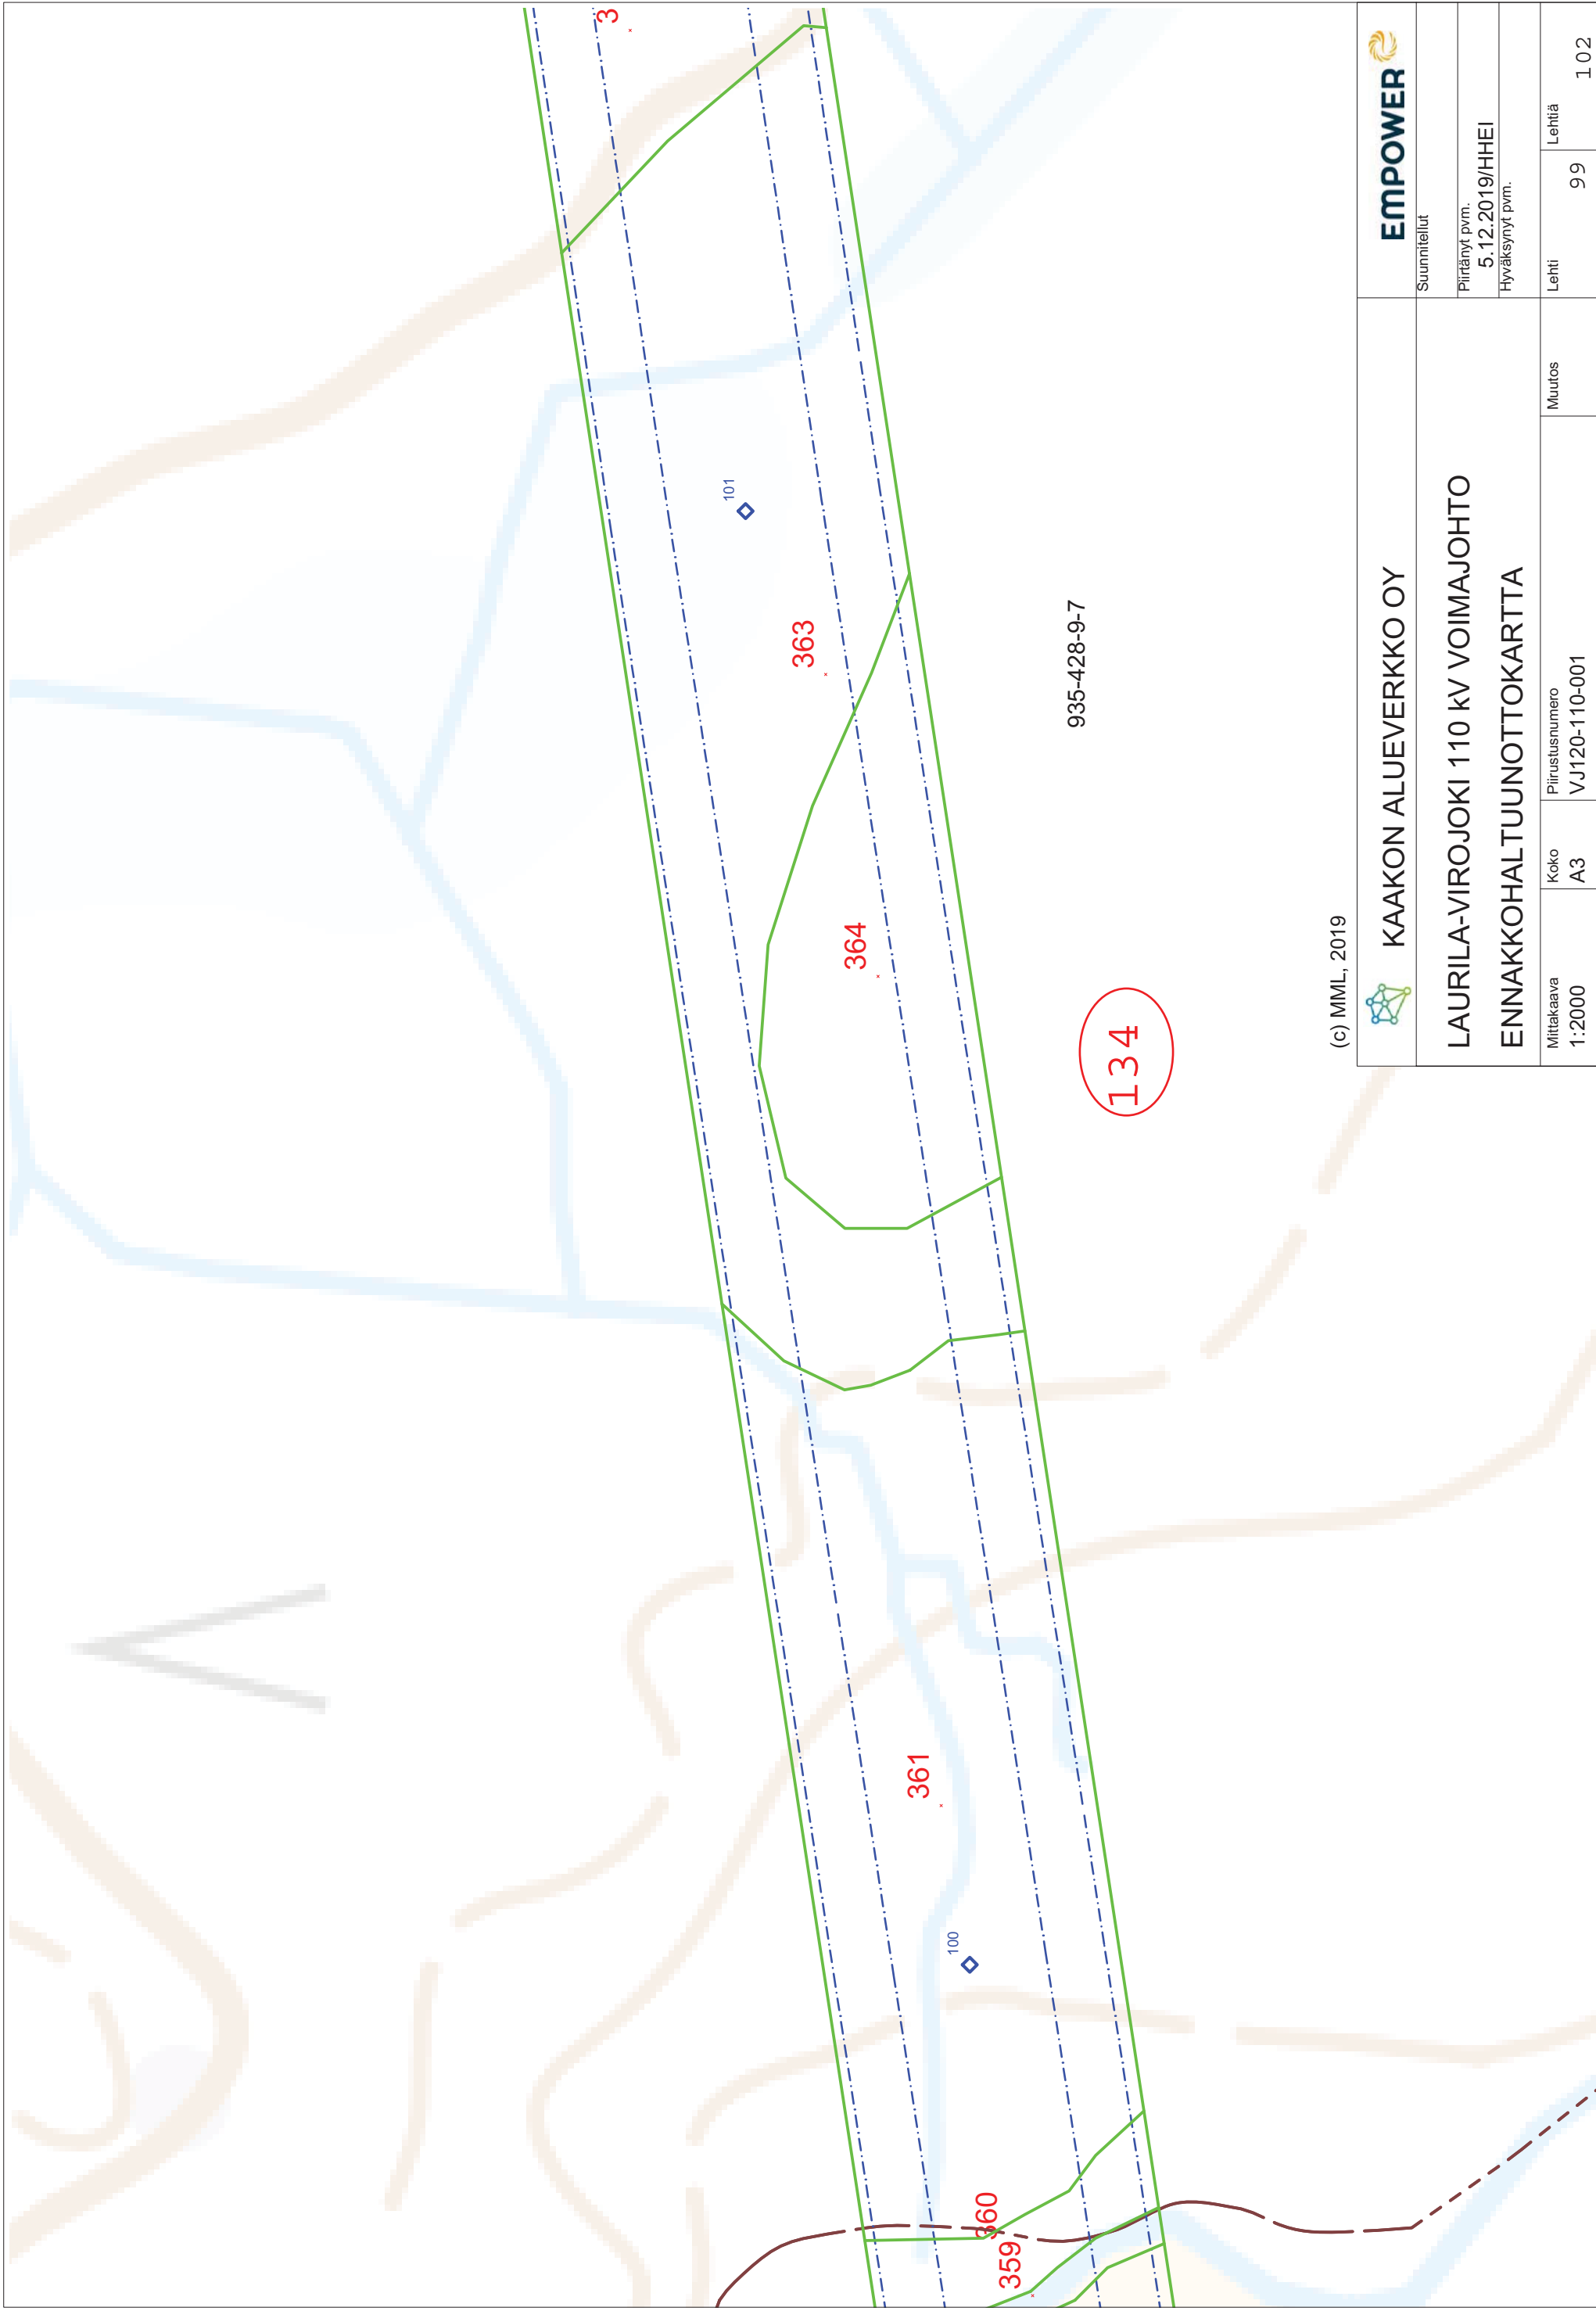 3
101
363
935-428-9-7
364
134
361
100
360
359
(c) MML, 2019
KAAKON ALUEVERKKO OY
EMPOWER
LAURILA-VIROJOKI 110 kV VOIMAJOHTO
ENNAKKOHALTUUNOTTOKARTTA
Suunnitellut
Piirtänyt pvm.
5.12.2019/HHEI
Hyväksynyt pvm.
Mittakaava
1:2000
Koko
A3
Piirustusnumero
VJ120-110-001
Muutos
Lehti
99
Lehtiä
102